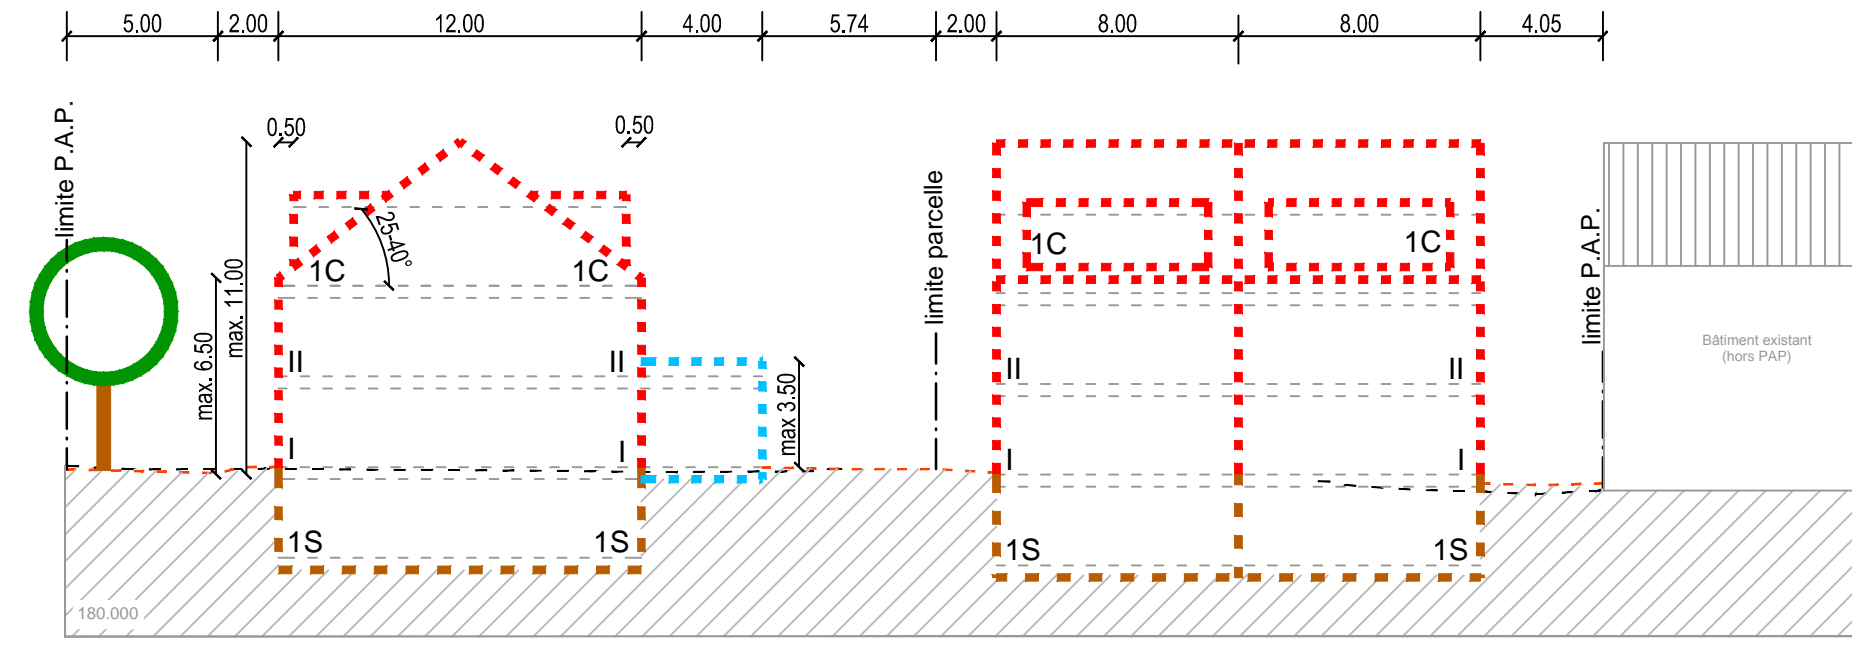 5.00
2.00
12.00
4.00
5.74
2.00
8.00
8.00
4.05
limite P.A.P.
0.50
0.50
limite parcelle
limite P.A.P.
max. 6.50
max. 11.00
25-40°
1C
1C
1C
1C
II
II
II
II
max 3.50
I
I
I
I
1S
1S
1S
1S
Bâtiment existant
(hors PAP)
180.000